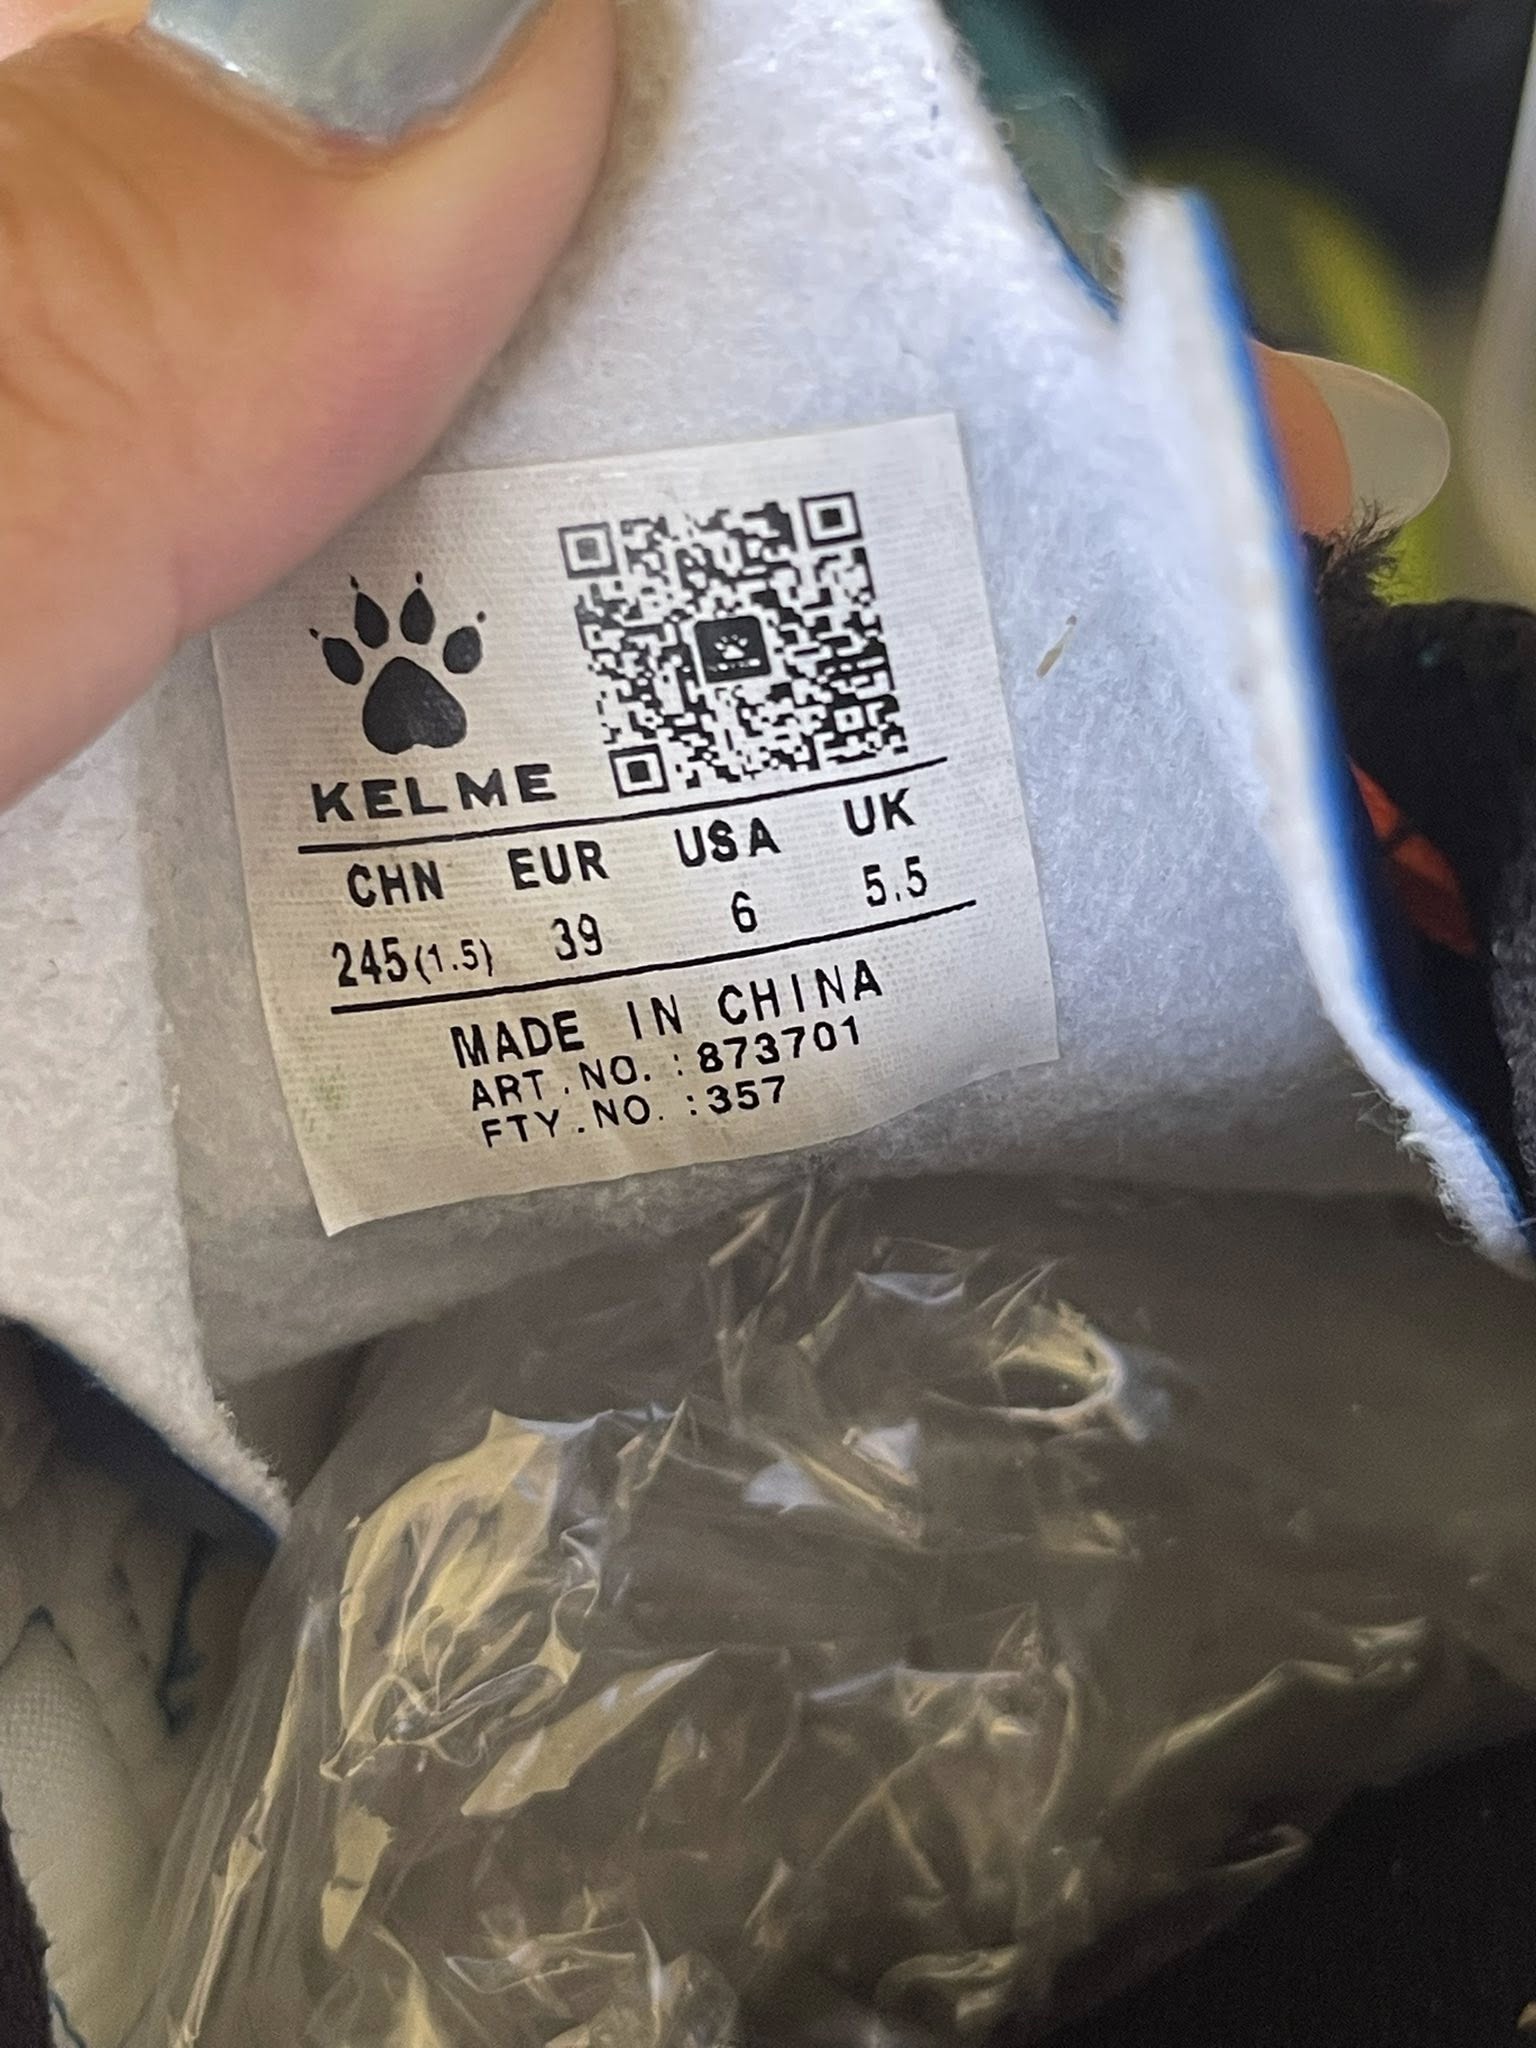 KELME
CHN EUR USA UK
245(1.5) 39 6 5.5
MADE IN CHINA
ART.NO.:873701
FTY.NO.:357